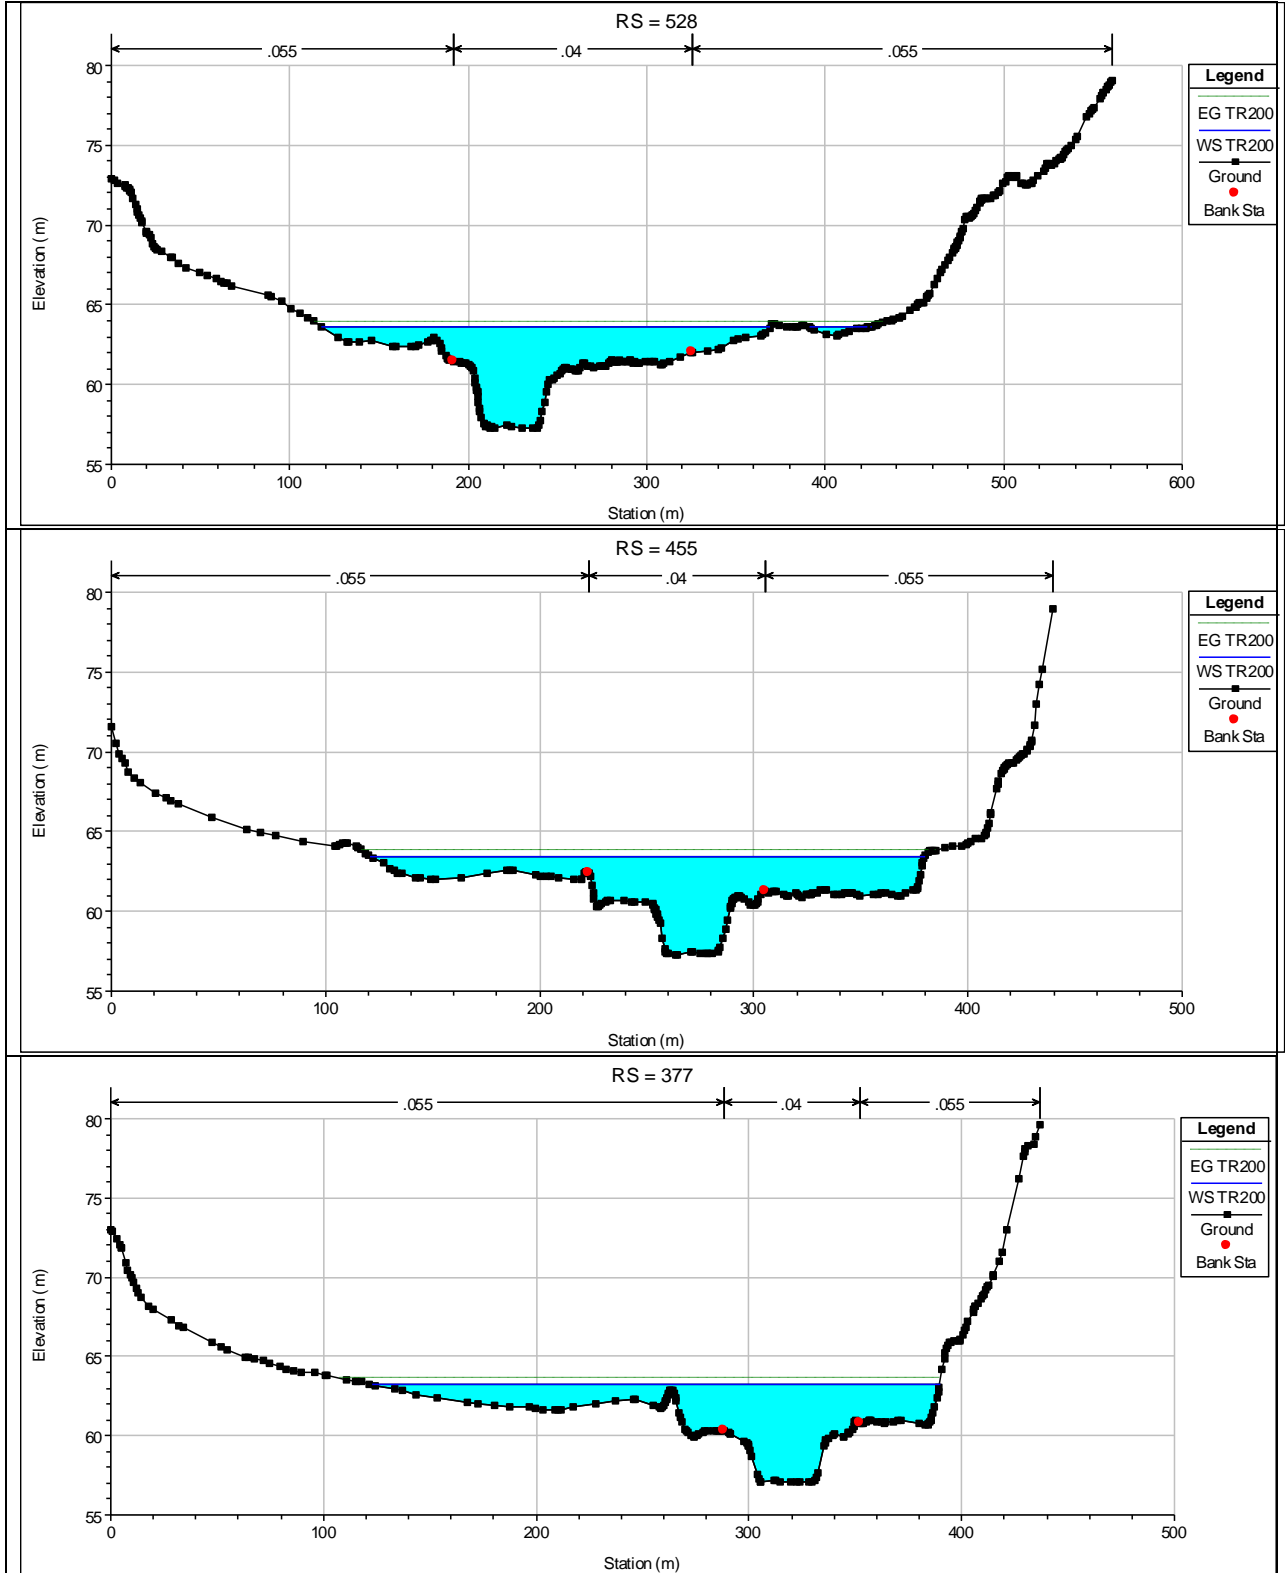 RS = 528
.055 .04 .055
80
75
70
65
60
55
0 100 200 300 400 500 600
Elevation (m)
Station (m)
Legend
EG TR200
WS TR200
Ground
Bank Sta
RS = 455
.055 .04 .055
80
75
70
65
60
55
0 100 200 300 400 500
Elevation (m)
Station (m)
Legend
EG TR200
WS TR200
Ground
Bank Sta
RS = 377
.055 .04 .055
80
75
70
65
60
55
0 100 200 300 400 500
Elevation (m)
Station (m)
Legend
EG TR200
WS TR200
Ground
Bank Sta